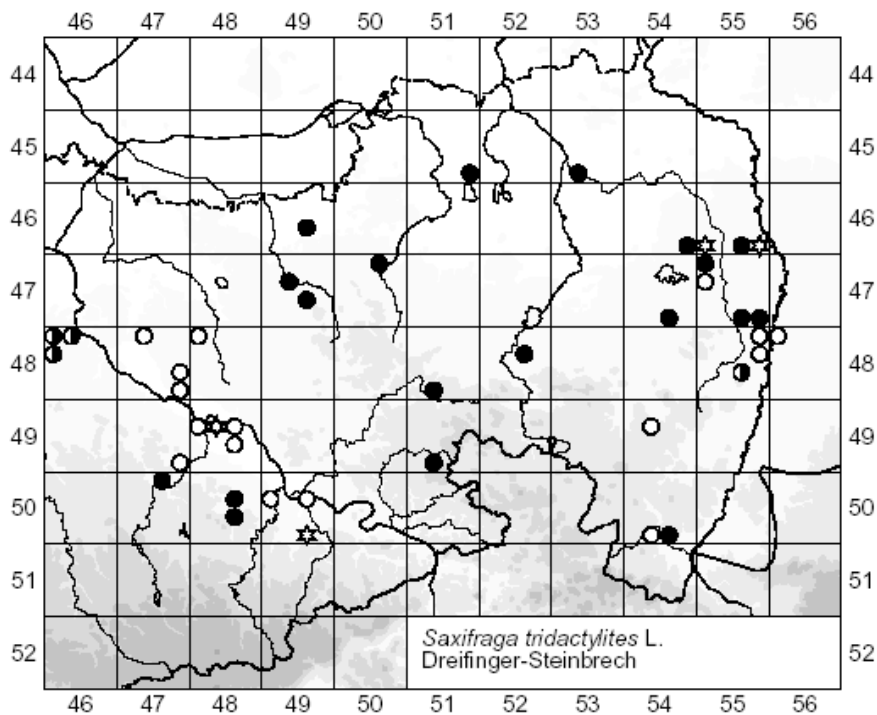 46 47 48 49 50 51 52 53 54 55 56
44 44
45 45
46 46
47 47
48 48
49 49
50 50
51 51
Saxifraga tridactylites L.
52 Dreifinger-Steinbrech 52
46 47 48 49 50 51 52 53 54 55 56